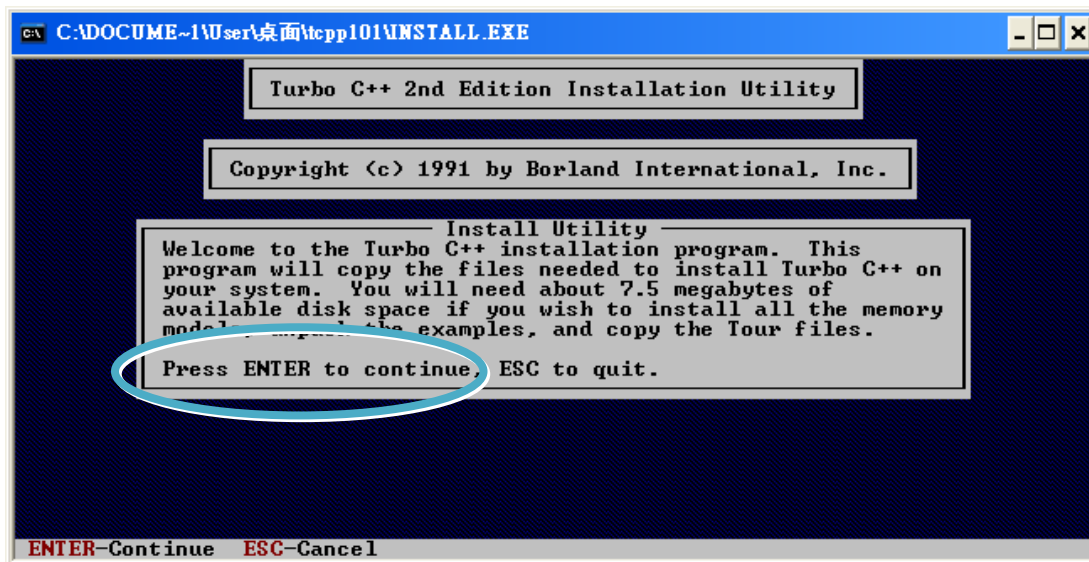 C:\DOCUME~1\User\桌面\tcpp101\INSTALL.EXE
Turbo C++ 2nd Edition Installation Utility
Copyright (c) 1991 by Borland International, Inc.
Install Utility
Welcome to the Turbo C++ installation program. This
program will copy the files needed to install Turbo C++ on
your system. You will need about 7.5 megabytes of
available disk space if you wish to install all the memory
models, unpack the examples, and copy the Tour files.
Press ENTER to continue, ESC to quit.
ENTER-Continue ESC-Cancel